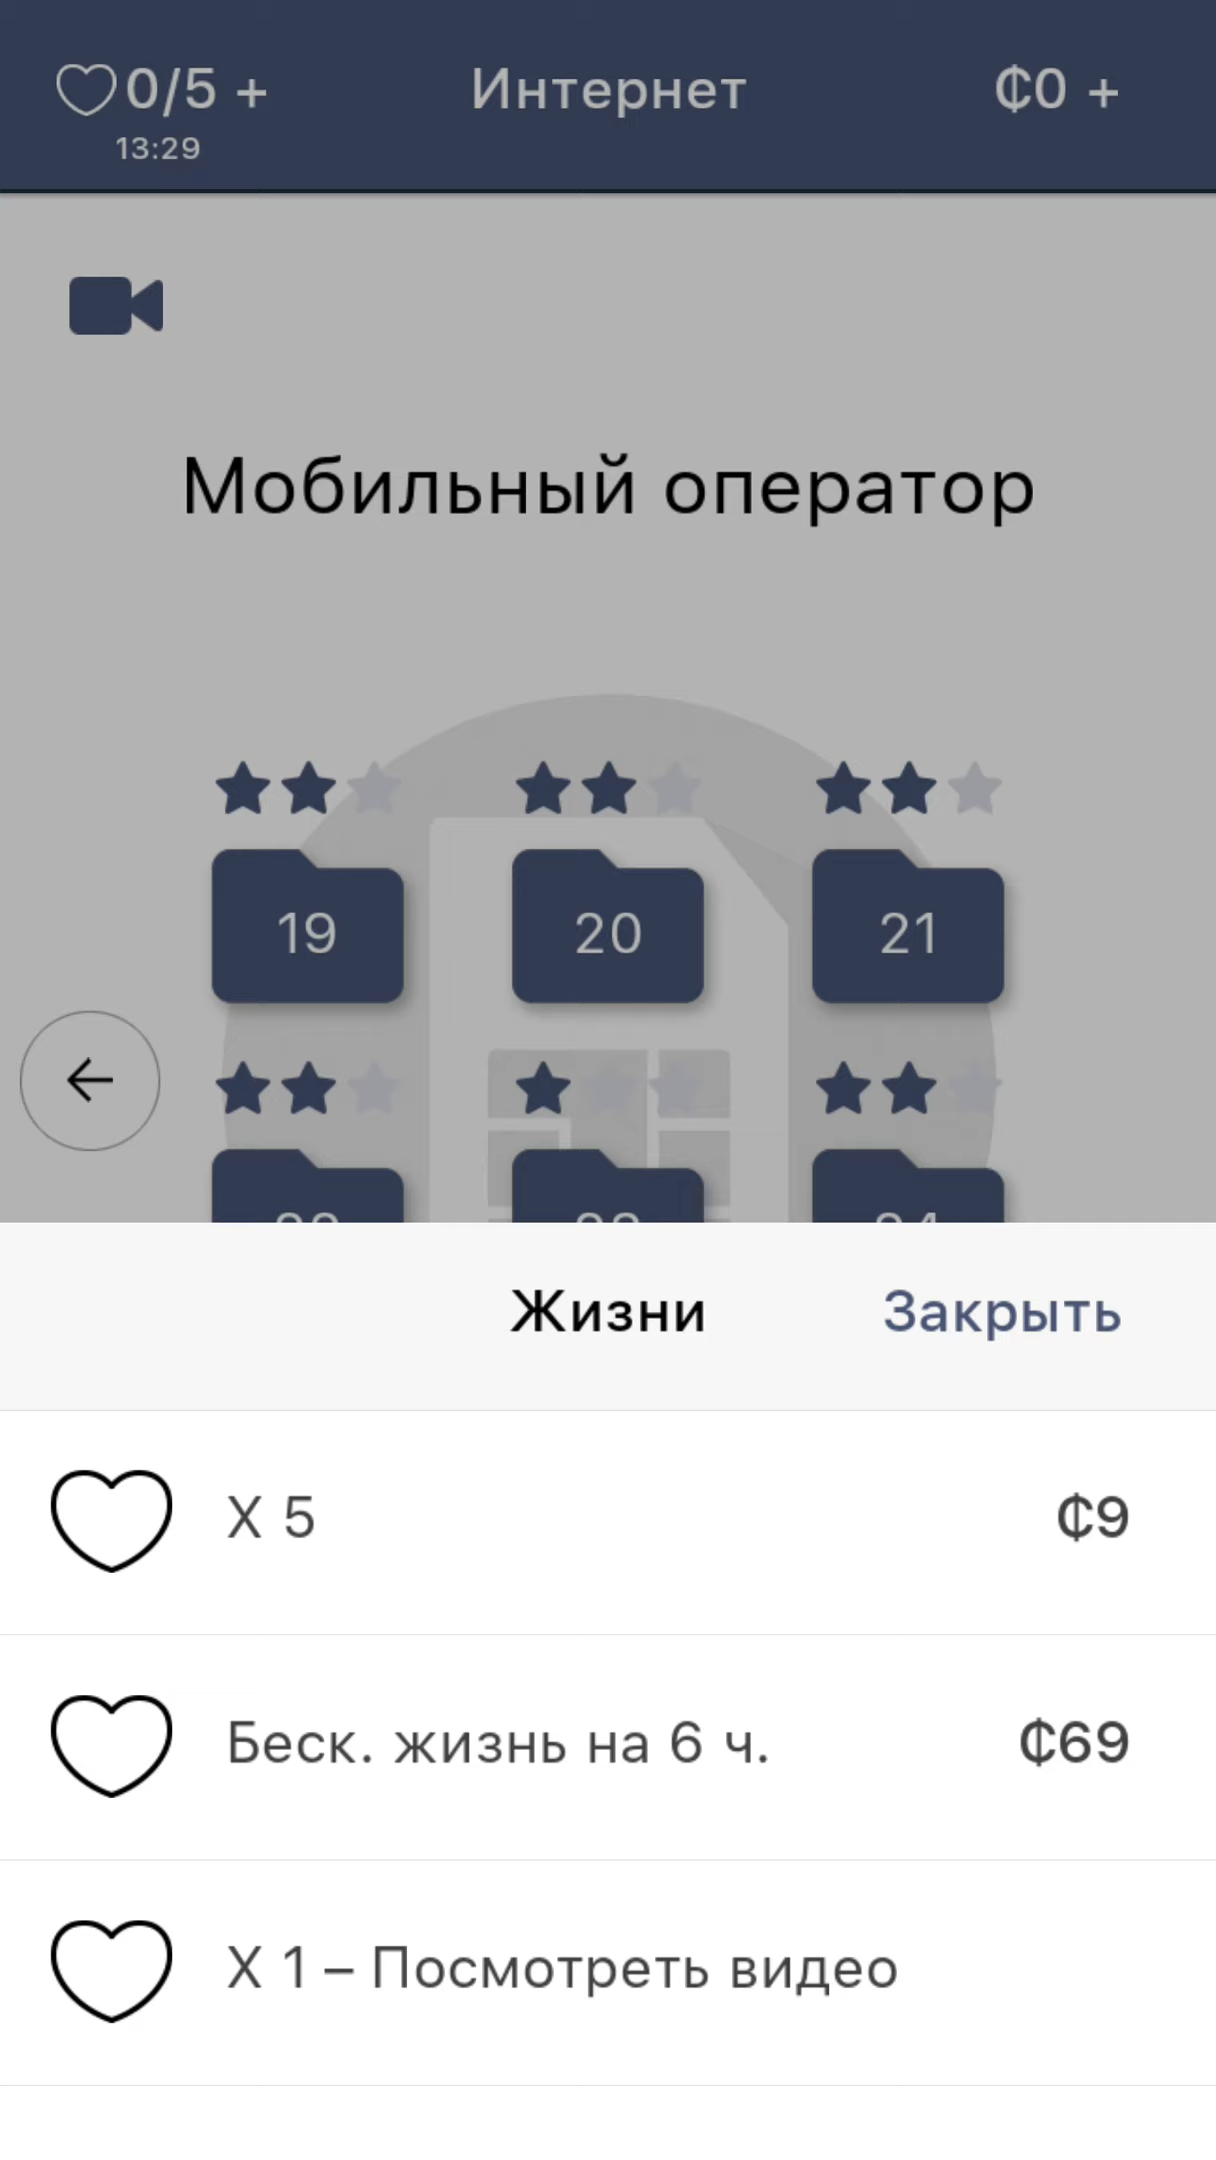 0/5 +
Интернет
₵0 +
13:29
Мобильный оператор
19
20
21
Жизни
Закрыть
X 5
₵9
Беск. жизнь на 6 ч.
₵69
X 1 – Посмотреть видео